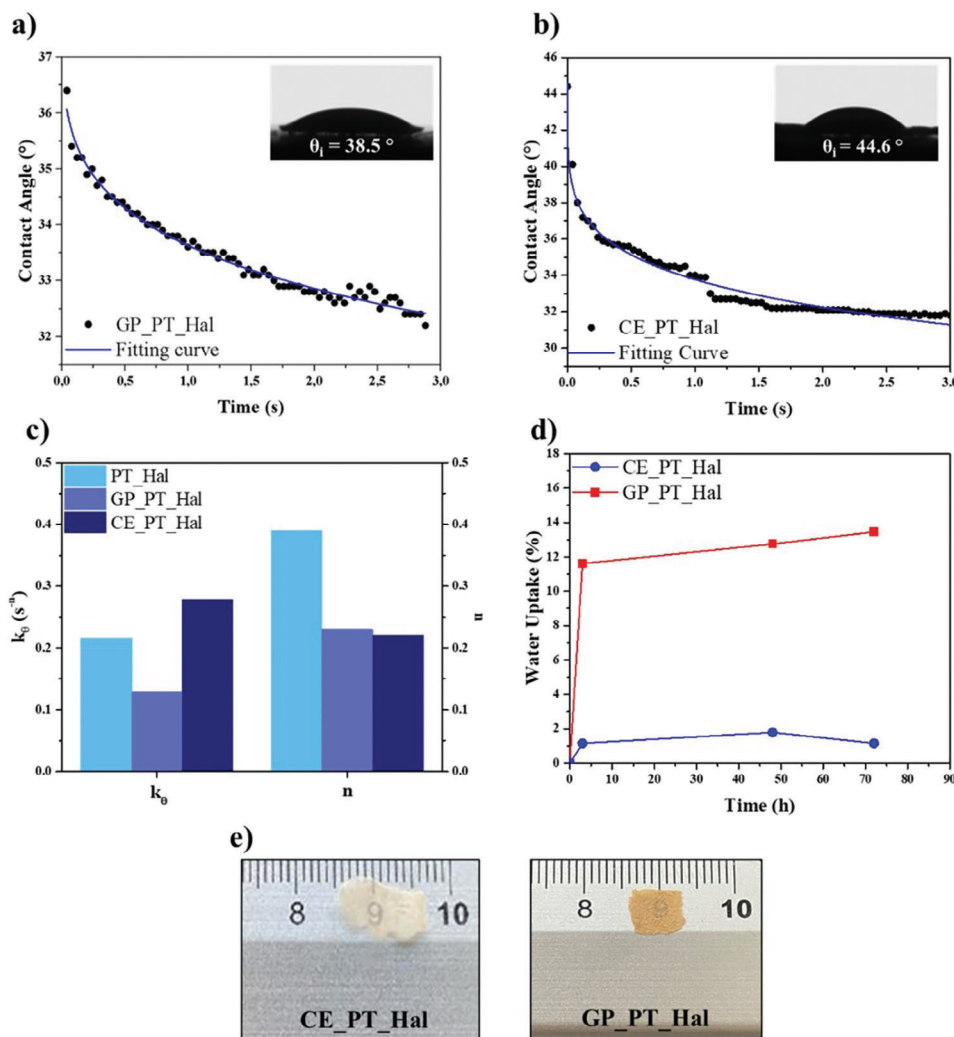 a)
37
36
35
34
33
32
Contact Angle (°)
θi = 38.5 °
GP_PT_Hal
Fitting curve
0,0 0,5 1,0 1,5 2,0 2,5 3,0
Time (s)
b)
46
44
42
40
38
36
34
32
30
Contact Angle (°)
θi = 44.6 °
CE_PT_Hal
Fitting Curve
0.0 0.5 1.0 1.5 2.0 2.5 3.0
Time (s)
c)
0.5
0.4
0.3
0.2
0.1
0.0
kθ (s⁻ⁿ)
PT_Hal
GP_PT_Hal
CE_PT_Hal
0.5
0.4
0.3
0.2
0.1
0.0
n
kθ n
d)
18
16
14
12
10
8
6
4
2
0
Water Uptake (%)
CE_PT_Hal
GP_PT_Hal
0 10 20 30 40 50 60 70 80 90
Time (h)
e)
8 9 10
CE_PT_Hal
8 9 10
GP_PT_Hal